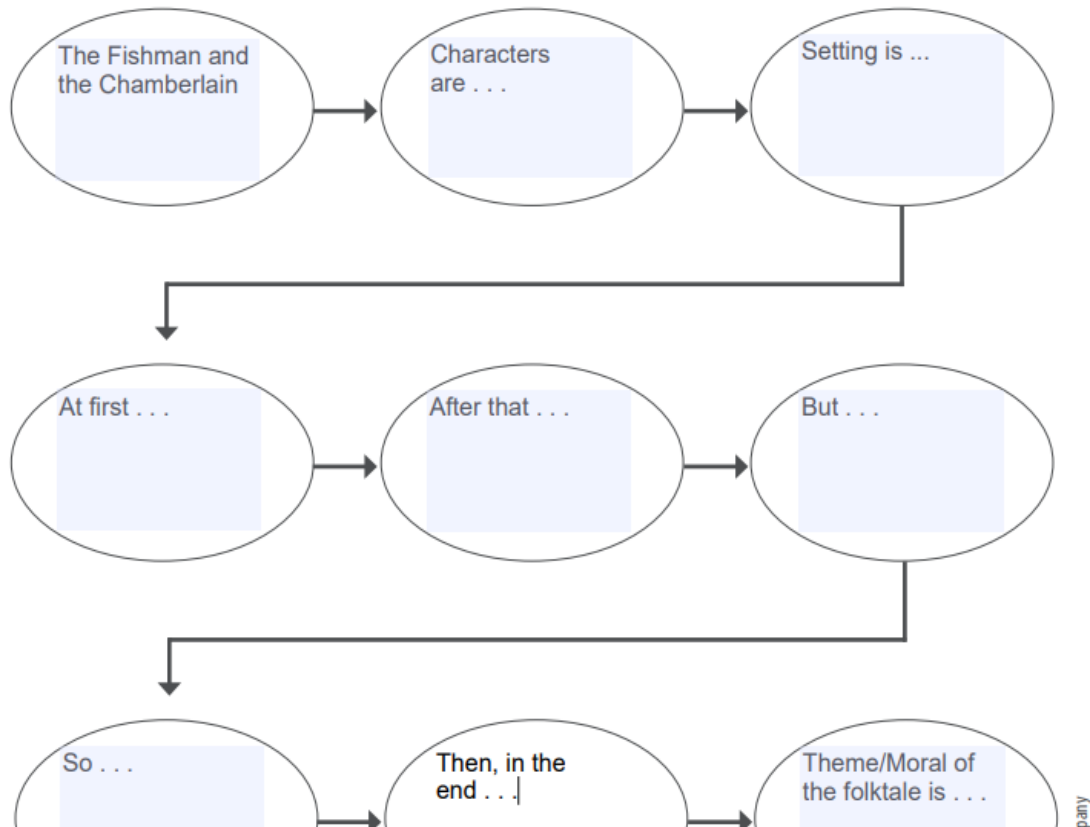 The Fishman and
the Chamberlain
Characters
are . . .
Setting is ...
At first . . .
After that . . .
But . . .
So . . .
Then, in the
end . . .
Theme/Moral of
the folktale is . . .
pany